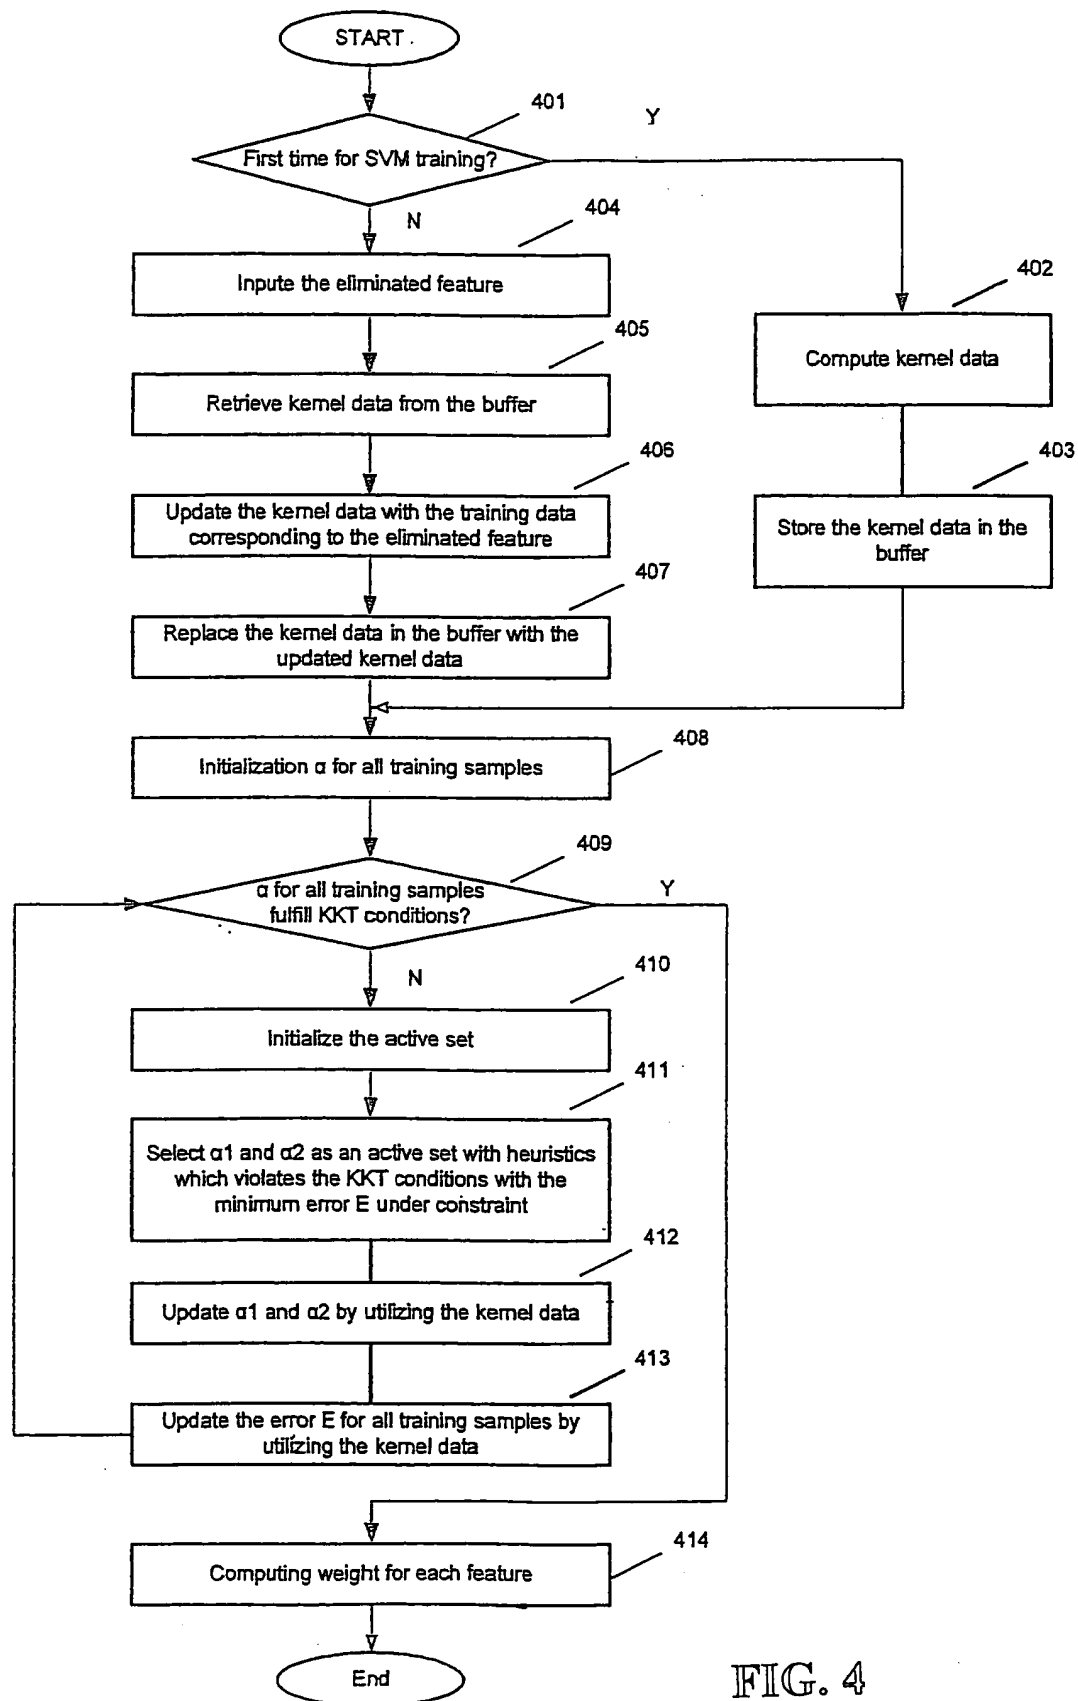 START
401
Y
First time for SVM training?
N
404
Inpute the eliminated feature
402
Compute kernel data
405
Retrieve kernel data from the buffer
403
Store the kernel data in the
buffer
406
Update the kernel data with the training data
corresponding to the eliminated feature
407
Replace the kernel data in the buffer with the
updated kernel data
408
Initialization α for all training samples
409
Y
α for all training samples
fulfill KKT conditions?
N
410
Initialize the active set
411
Select α1 and α2 as an active set with heuristics
which violates the KKT conditions with the
minimum error E under constraint
412
Update α1 and α2 by utilizing the kernel data
413
Update the error E for all training samples by
utilizing the kernel data
414
Computing weight for each feature
End
FIG. 4